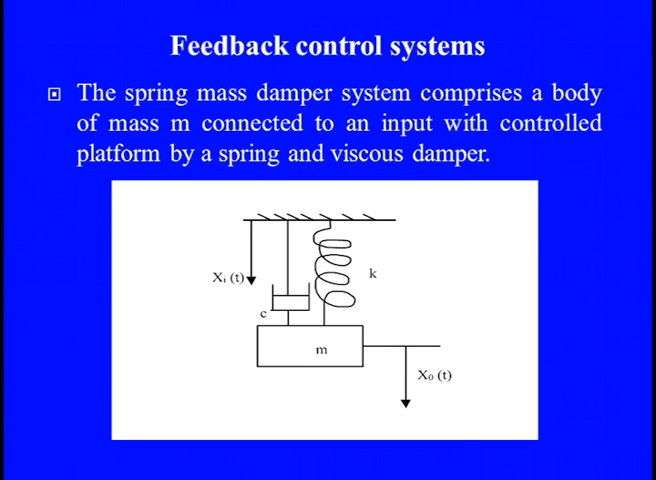 Feedback control systems
The spring mass damper system comprises a body
of mass m connected to an input with controlled
platform by a spring and viscous damper.
Xᵢ (t)
k
c
m
X₀ (t)